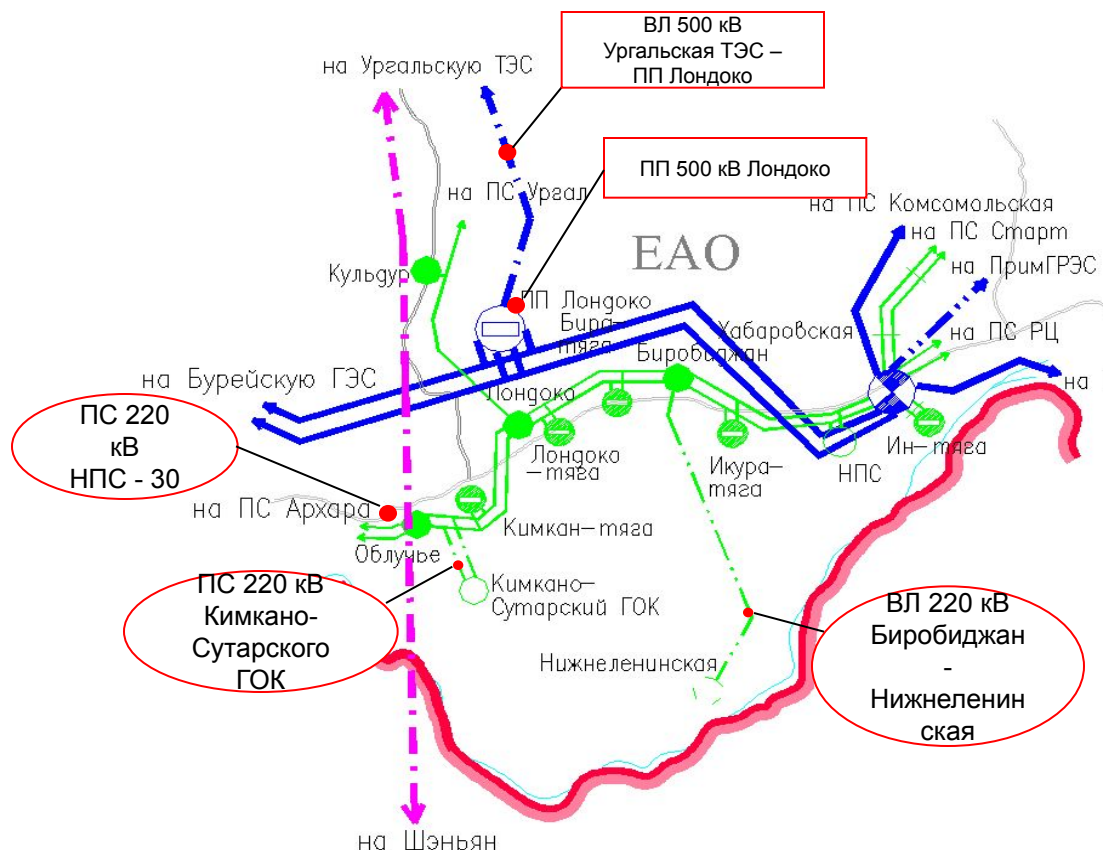 ВЛ 500 кВ
Ургальская ТЭС –
ПП Лондоко
на Ургальскую ТЭС
ПП 500 кВ Лондоко
на ПС Ургал
на ПС Комсомольская
на ПС Старт
на ПримГРЭС
ЕАО
Кульдур
ПП Лондоко
Бира-
тяга
Хабаровская
на ПС РЦ
Биробиджан
на Бурейскую ГЭС
на
Лондока
ПС 220
кВ
НПС - 30
Лондоко
-тяга
Икура-
тяга
НПС
Ин-тяга
на ПС Архара
Кимкан-тяга
Облучье
ПС 220 кВ
Кимкано-
Сутарского
ГОК
Кимкано-
Сутарский ГОК
ВЛ 220 кВ
Биробиджан
-
Нижнеленин
ская
Нижнеленинская
на Шэньян